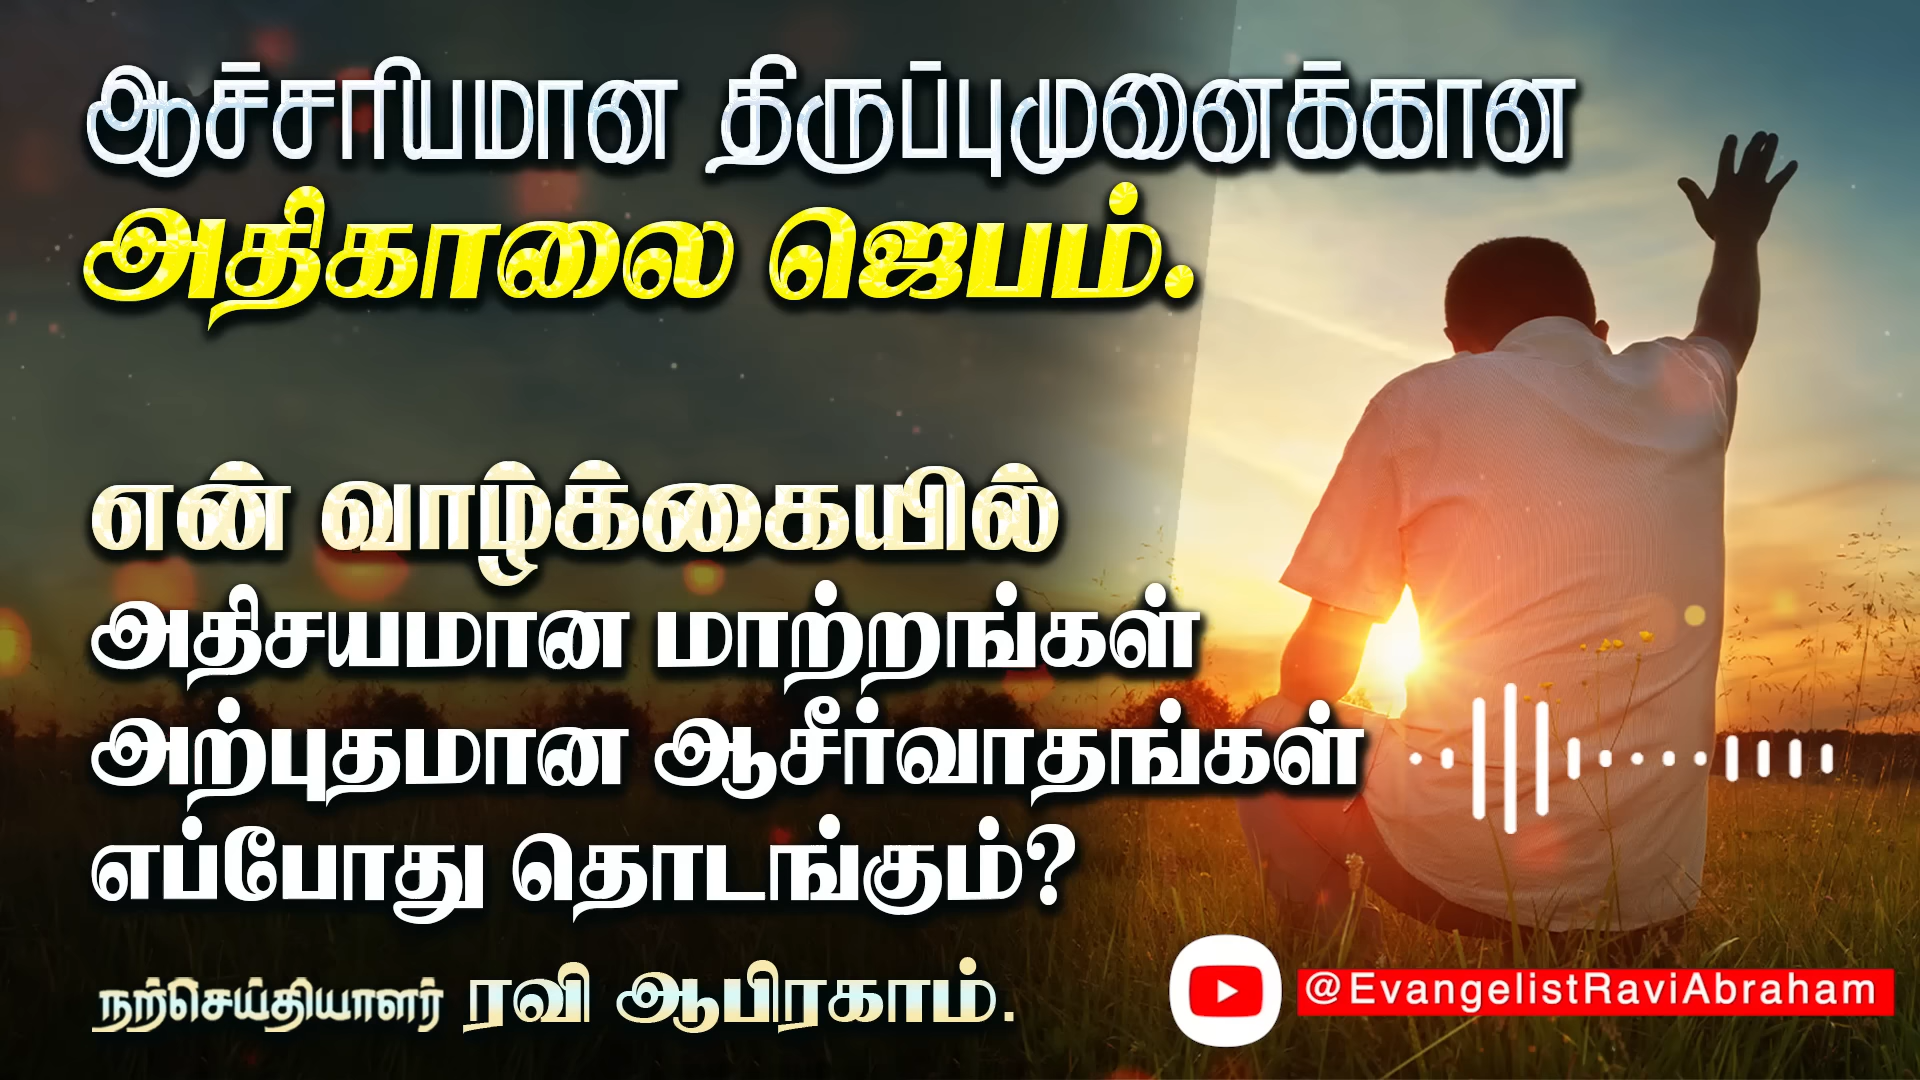 ஆச்சரியமான திருப்புமுனைக்கான
அதிகாலை ஜெபம்.
என் வாழ்க்கையில்
அதிசயமான மாற்றங்கள்
அற்புதமான ஆசீர்வாதங்கள்
எப்போது தொடங்கும்?
நற்செய்தியாளர் ரவி ஆபிரகாம்.
@EvangelistRaviAbraham